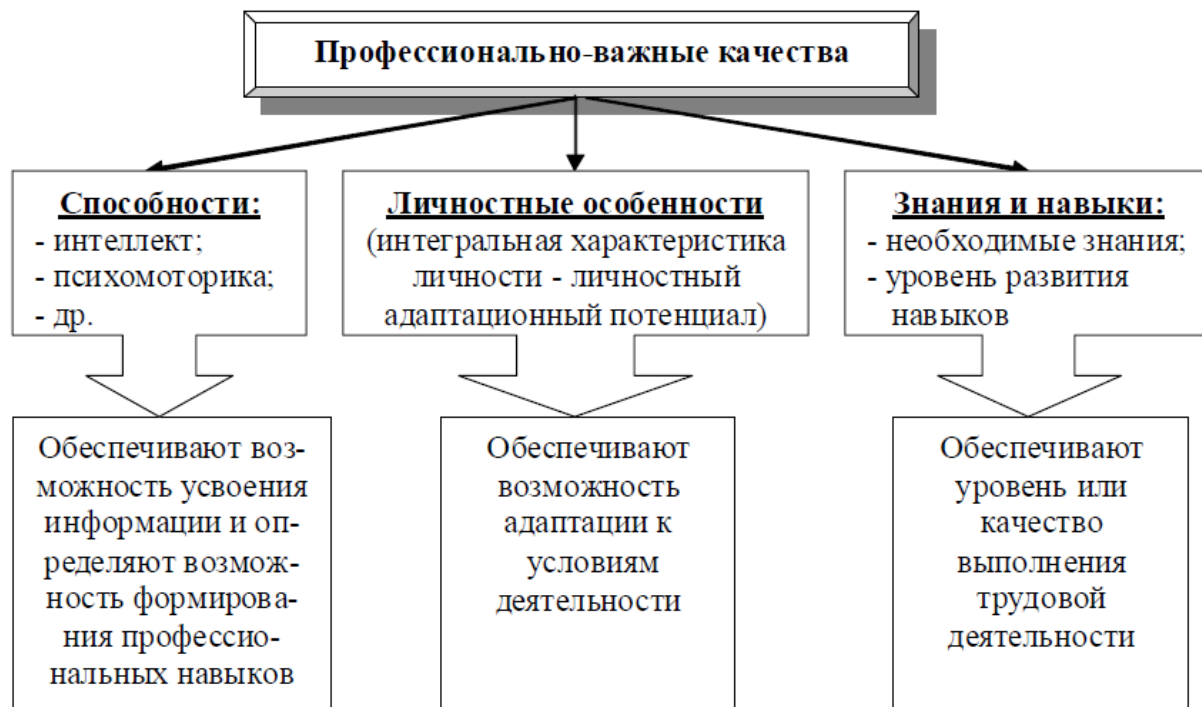 Профессионально-важные качества
Способности:
- интеллект;
- психомоторика;
- др.
Личностные особенности
(интегральная характеристика
личности - личностный
адаптационный потенциал)
Знания и навыки:
- необходимые знания;
- уровень развития
навыков
Обеспечивают воз-
можность усвоения
информации и оп-
ределяют возмож-
ность формирова-
ния профессио-
нальных навыков
Обеспечивают
возможность
адаптации к
условиям
деятельности
Обеспечивают
уровень или
качество
выполнения
трудовой
деятельности